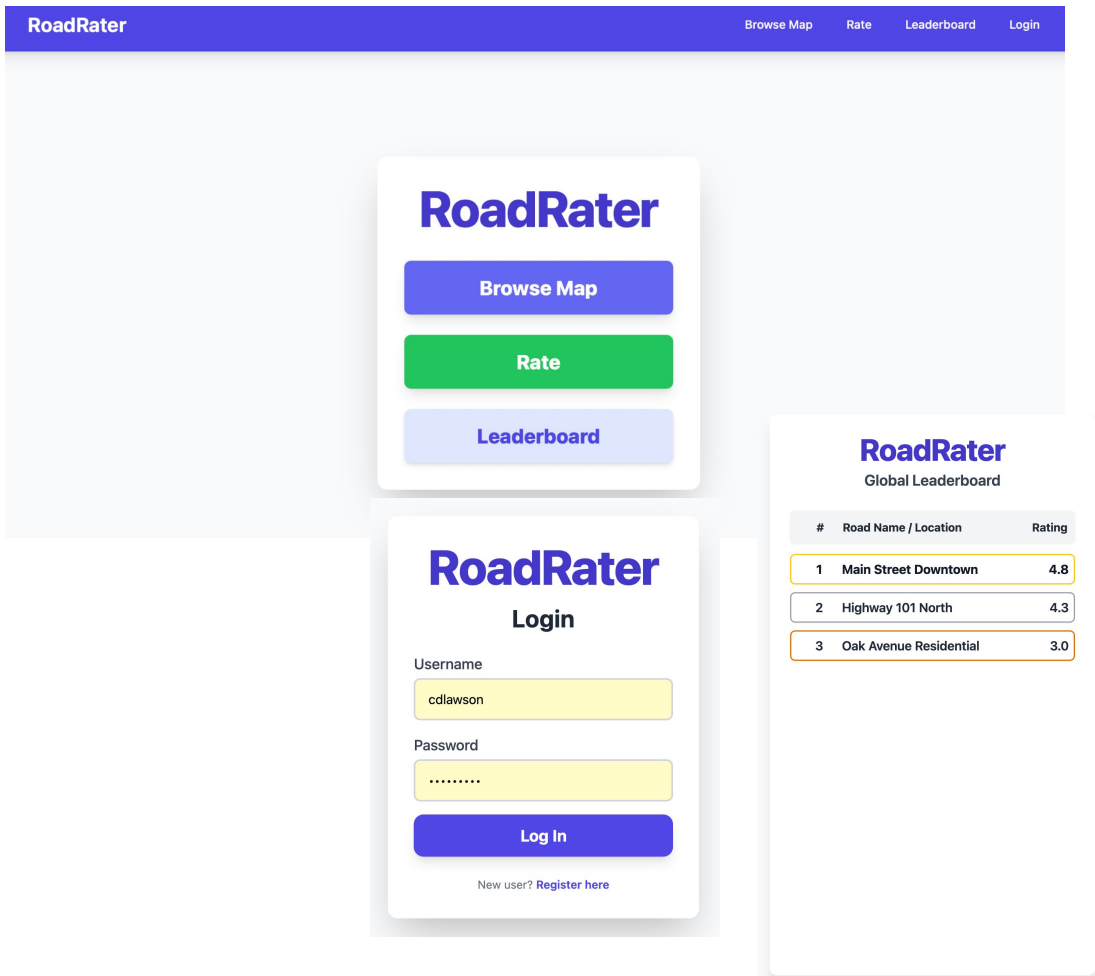 RoadRater
Browse Map Rate Leaderboard Login
RoadRater
Browse Map
Rate
Leaderboard
RoadRater
Login
Username
cdlawson
Password
•••••••••
Log In
New user? Register here
RoadRater
Global Leaderboard
# Road Name / Location Rating
1 Main Street Downtown 4.8
2 Highway 101 North 4.3
3 Oak Avenue Residential 3.0